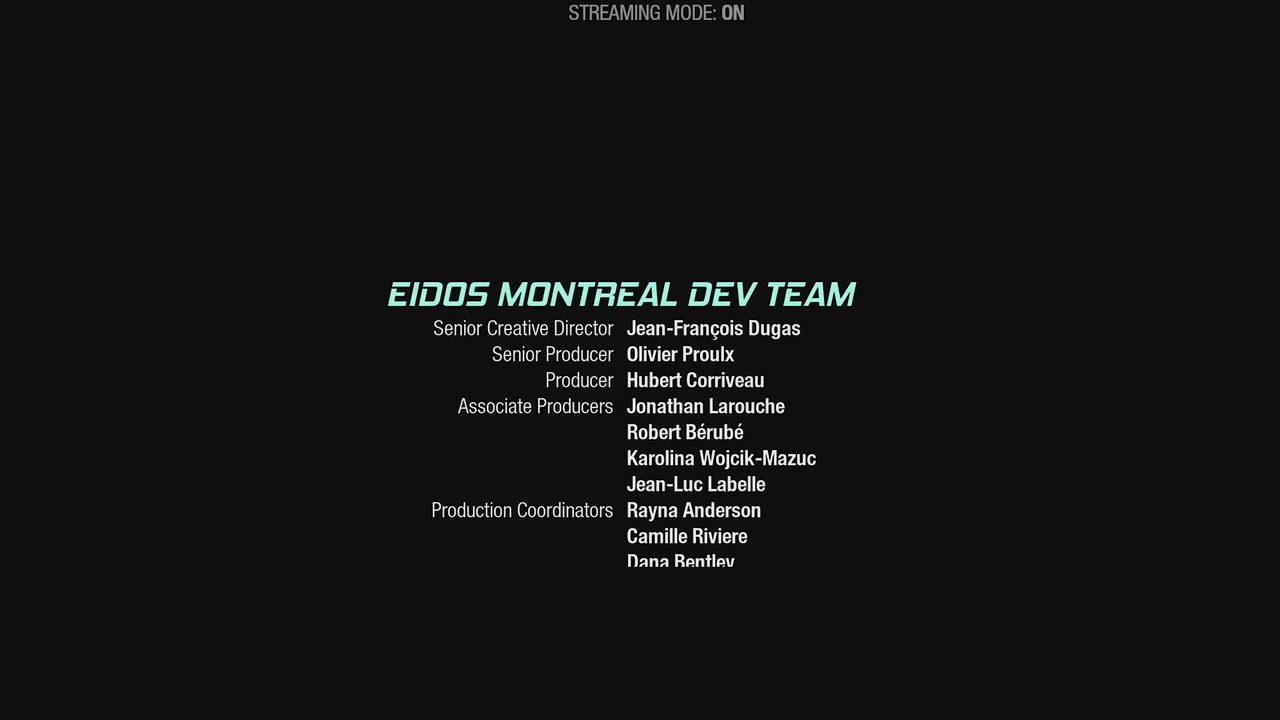 STREAMING MODE: ON
EIDOS MONTREAL DEV TEAM
Senior Creative Director Jean-François Dugas
Senior Producer Olivier Proulx
Producer Hubert Corriveau
Associate Producers Jonathan Larouche
Robert Bérubé
Karolina Wojcik-Mazuc
Jean-Luc Labelle
Production Coordinators Rayna Anderson
Camille Riviere
Dana Bentley